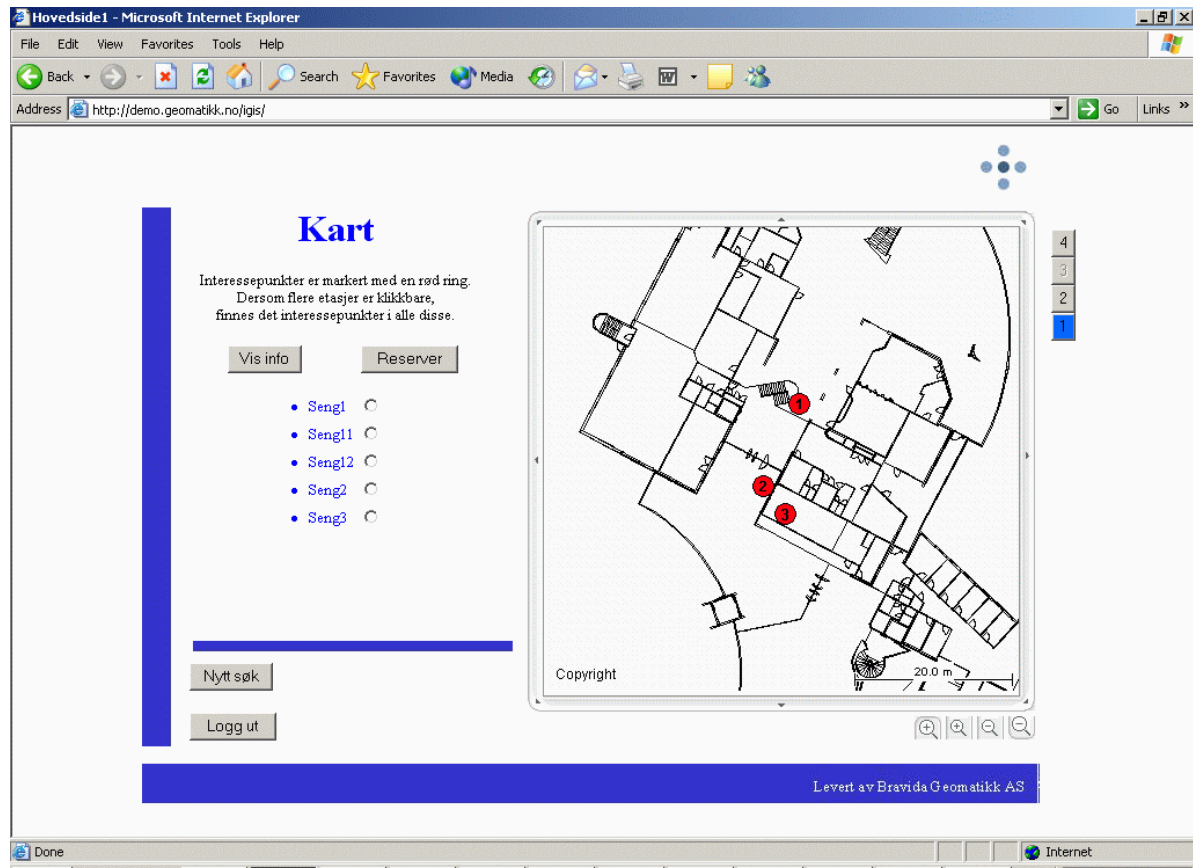 Hovedside1 - Microsoft Internet Explorer
File Edit View Favorites Tools Help
Back Search Favorites Media
Address http://demo.geomatikk.no/igis/ Go Links »
Kart
Interessepunkter er markert med en rød ring.
Dersom flere etasjer er klikkbare,
finnes det interessepunkter i alle disse.
Vis info Reserver
Seng1
Seng11
Seng12
Seng2
Seng3
Nytt søk
Logg ut
1
2
3
Copyright
20.0 m
4
3
2
1
Levert av Bravida Geomatikk AS
Done Internet